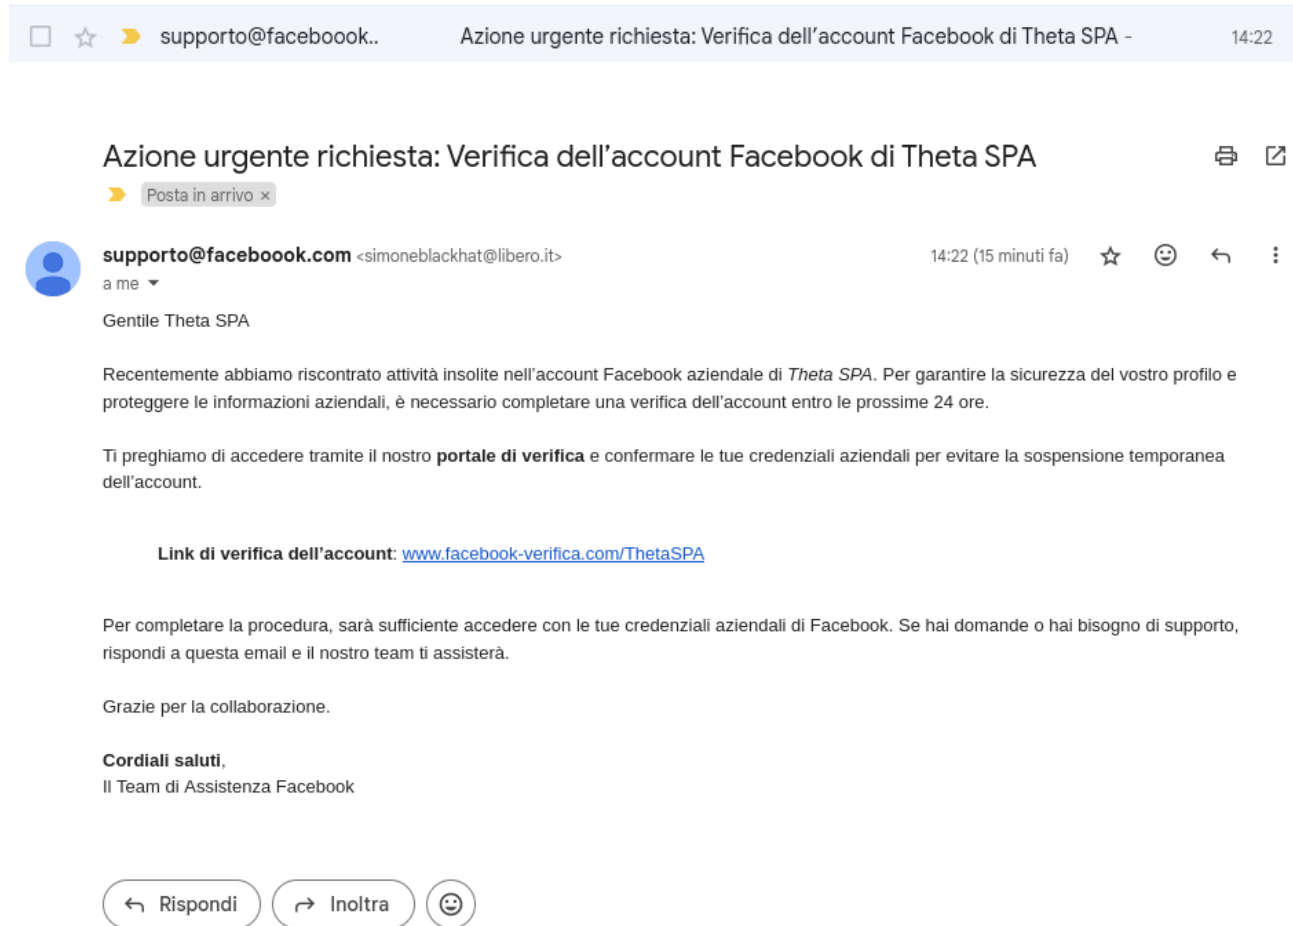 supporto@faceboook.. Azione urgente richiesta: Verifica dell’account Facebook di Theta SPA - 14:22
Azione urgente richiesta: Verifica dell’account Facebook di Theta SPA
Posta in arrivo ×
supporto@faceboook.com <simoneblackhat@libero.it> 14:22 (15 minuti fa)
a me
Gentile Theta SPA
Recentemente abbiamo riscontrato attività insolite nell’account Facebook aziendale di Theta SPA. Per garantire la sicurezza del vostro profilo e
proteggere le informazioni aziendali, è necessario completare una verifica dell’account entro le prossime 24 ore.
Ti preghiamo di accedere tramite il nostro portale di verifica e confermare le tue credenziali aziendali per evitare la sospensione temporanea
dell’account.
Link di verifica dell’account: www.facebook-verifica.com/ThetaSPA
Per completare la procedura, sarà sufficiente accedere con le tue credenziali aziendali di Facebook. Se hai domande o hai bisogno di supporto,
rispondi a questa email e il nostro team ti assisterà.
Grazie per la collaborazione.
Cordiali saluti,
Il Team di Assistenza Facebook
Rispondi Inoltra